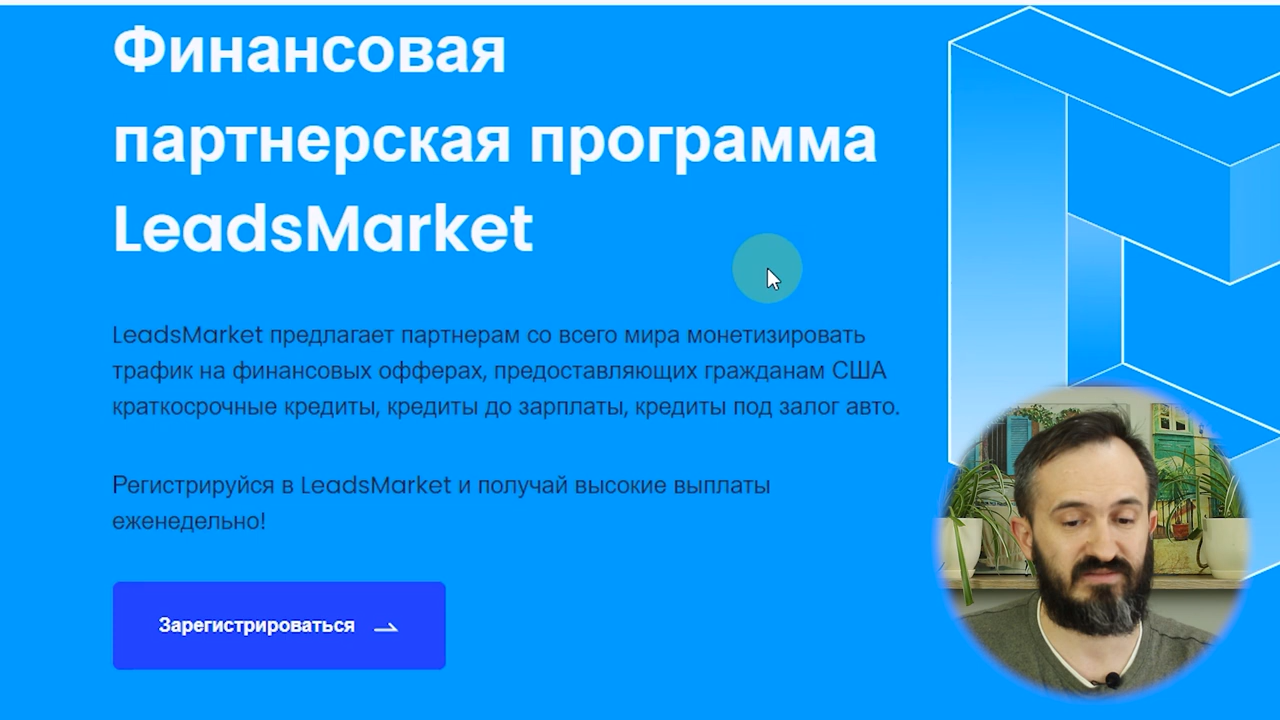 Финансовая
партнерская программа
LeadsMarket
LeadsMarket предлагает партнерам со всего мира монетизировать
трафик на финансовых офферах, предоставляющих гражданам США
краткосрочные кредиты, кредиты до зарплаты, кредиты под залог авто.
Регистрируйся в LeadsMarket и получай высокие выплаты
еженедельно!
Зарегистрироваться